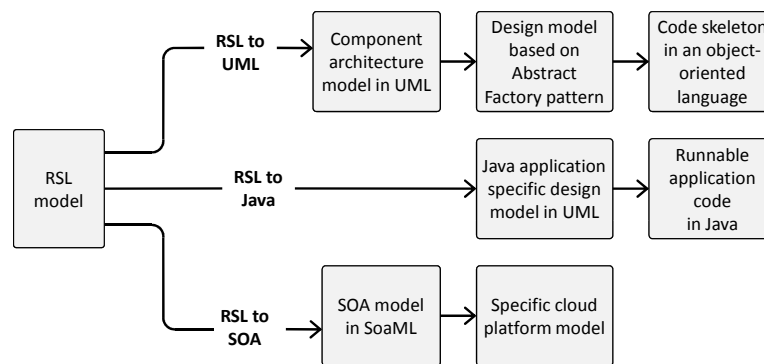 RSL to
UML
Component
architecture
model in UML
Design model
based on
Abstract
Factory pattern
Code skeleton
in an object-
oriented
language
RSL
model
RSL to
Java
Java application
specific design
model in UML
Runnable
application
code
in Java
RSL to
SOA
SOA model
in SoaML
Specific cloud
platform model